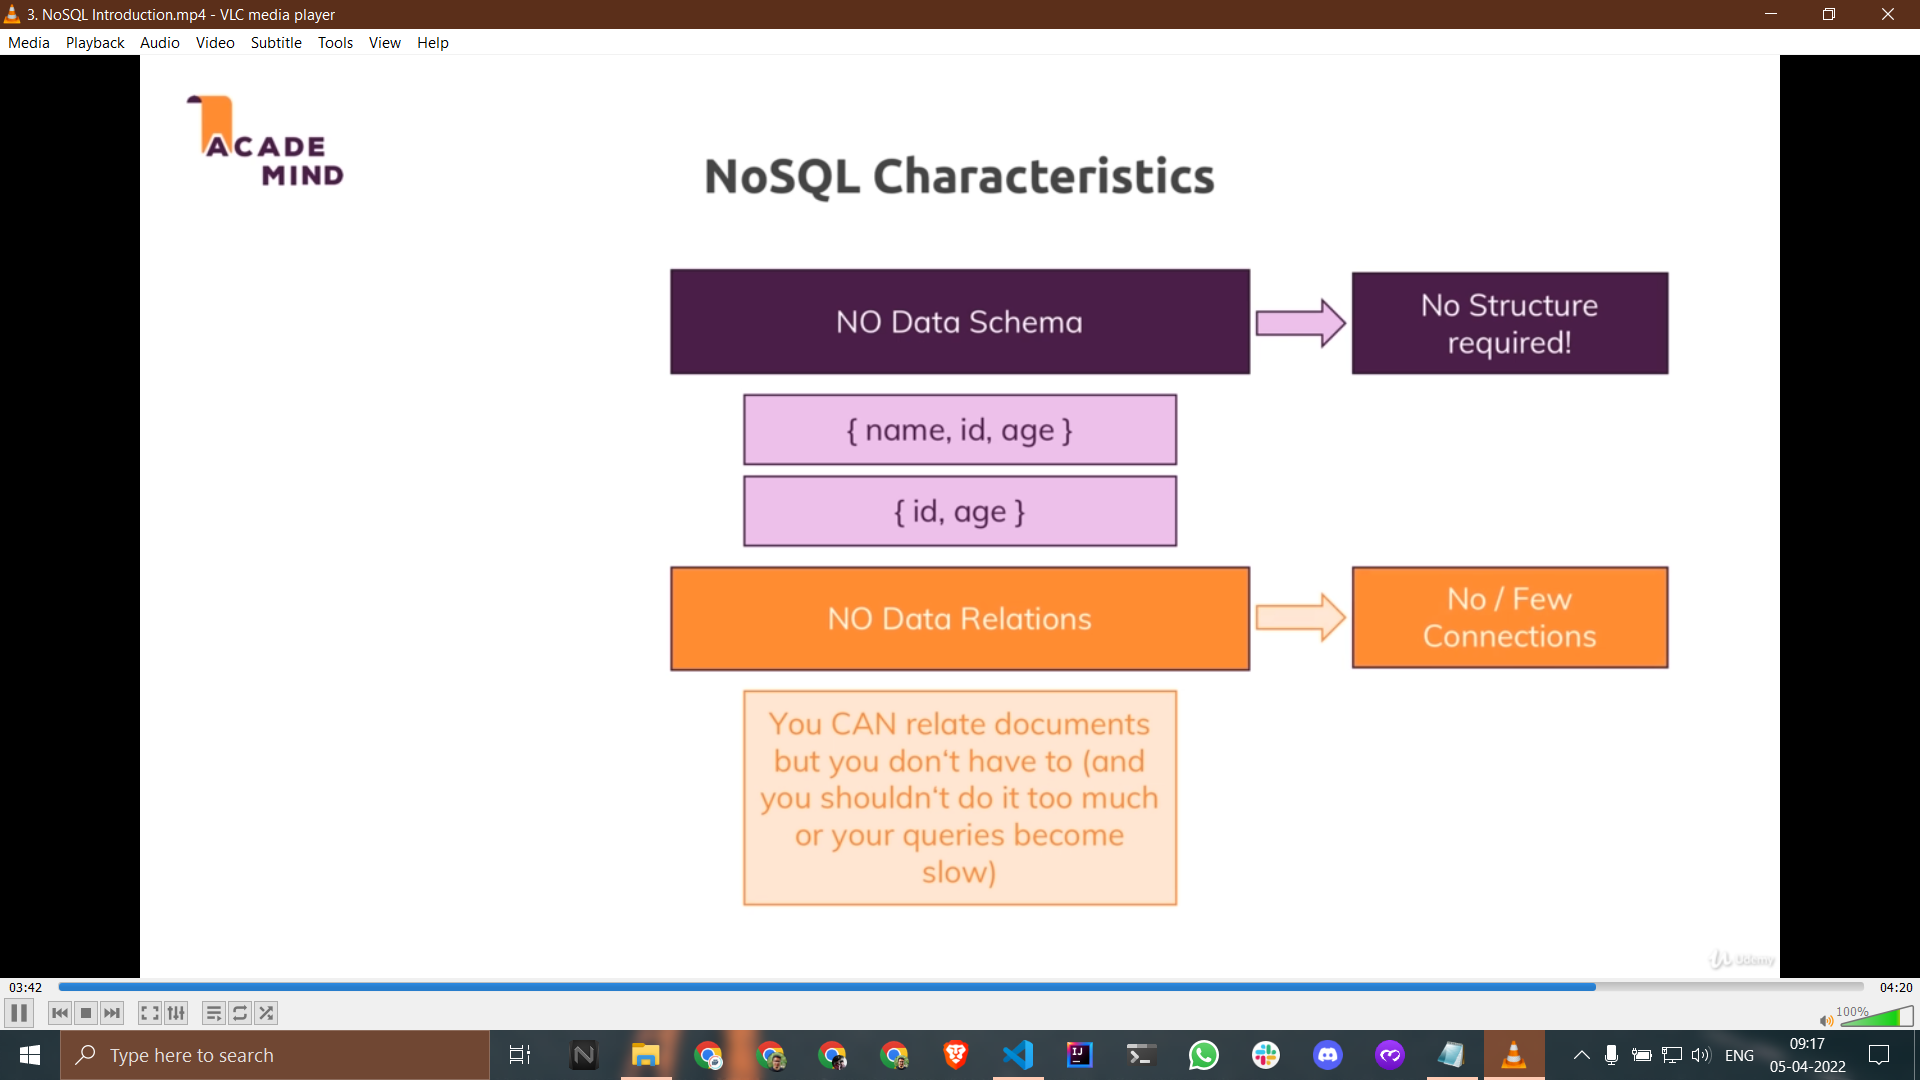 3. NoSQL Introduction.mp4 - VLC media player
Media Playback Audio Video Subtitle Tools View Help
ACADE
MIND
NoSQL Characteristics
NO Data Schema
No Structure
required!
{ name, id, age }
{ id, age }
NO Data Relations
No / Few
Connections
You CAN relate documents
but you don‘t have to (and
you shouldn‘t do it too much
or your queries become
slow)
Udemy
03:42
04:20
100%
Type here to search
ENG
09:17
05-04-2022